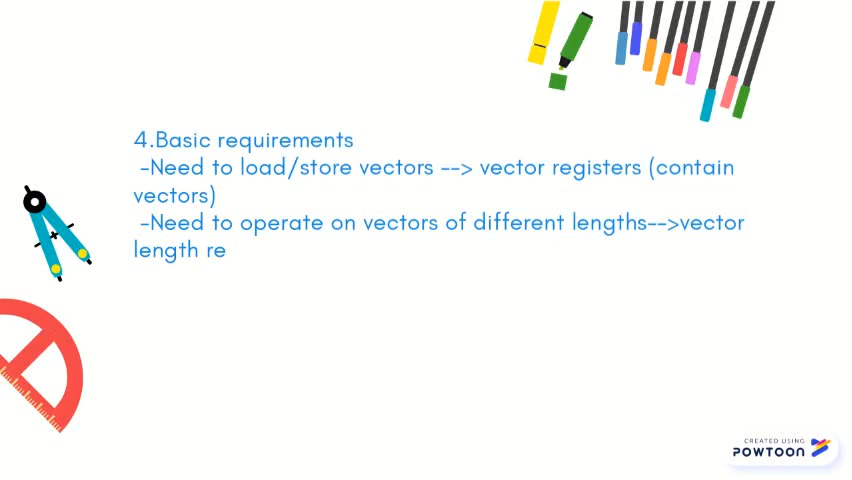 4.Basic requirements
-Need to load/store vectors --> vector registers (contain
vectors)
-Need to operate on vectors of different lengths-->vector
length re
CREATED USING
POWTOON